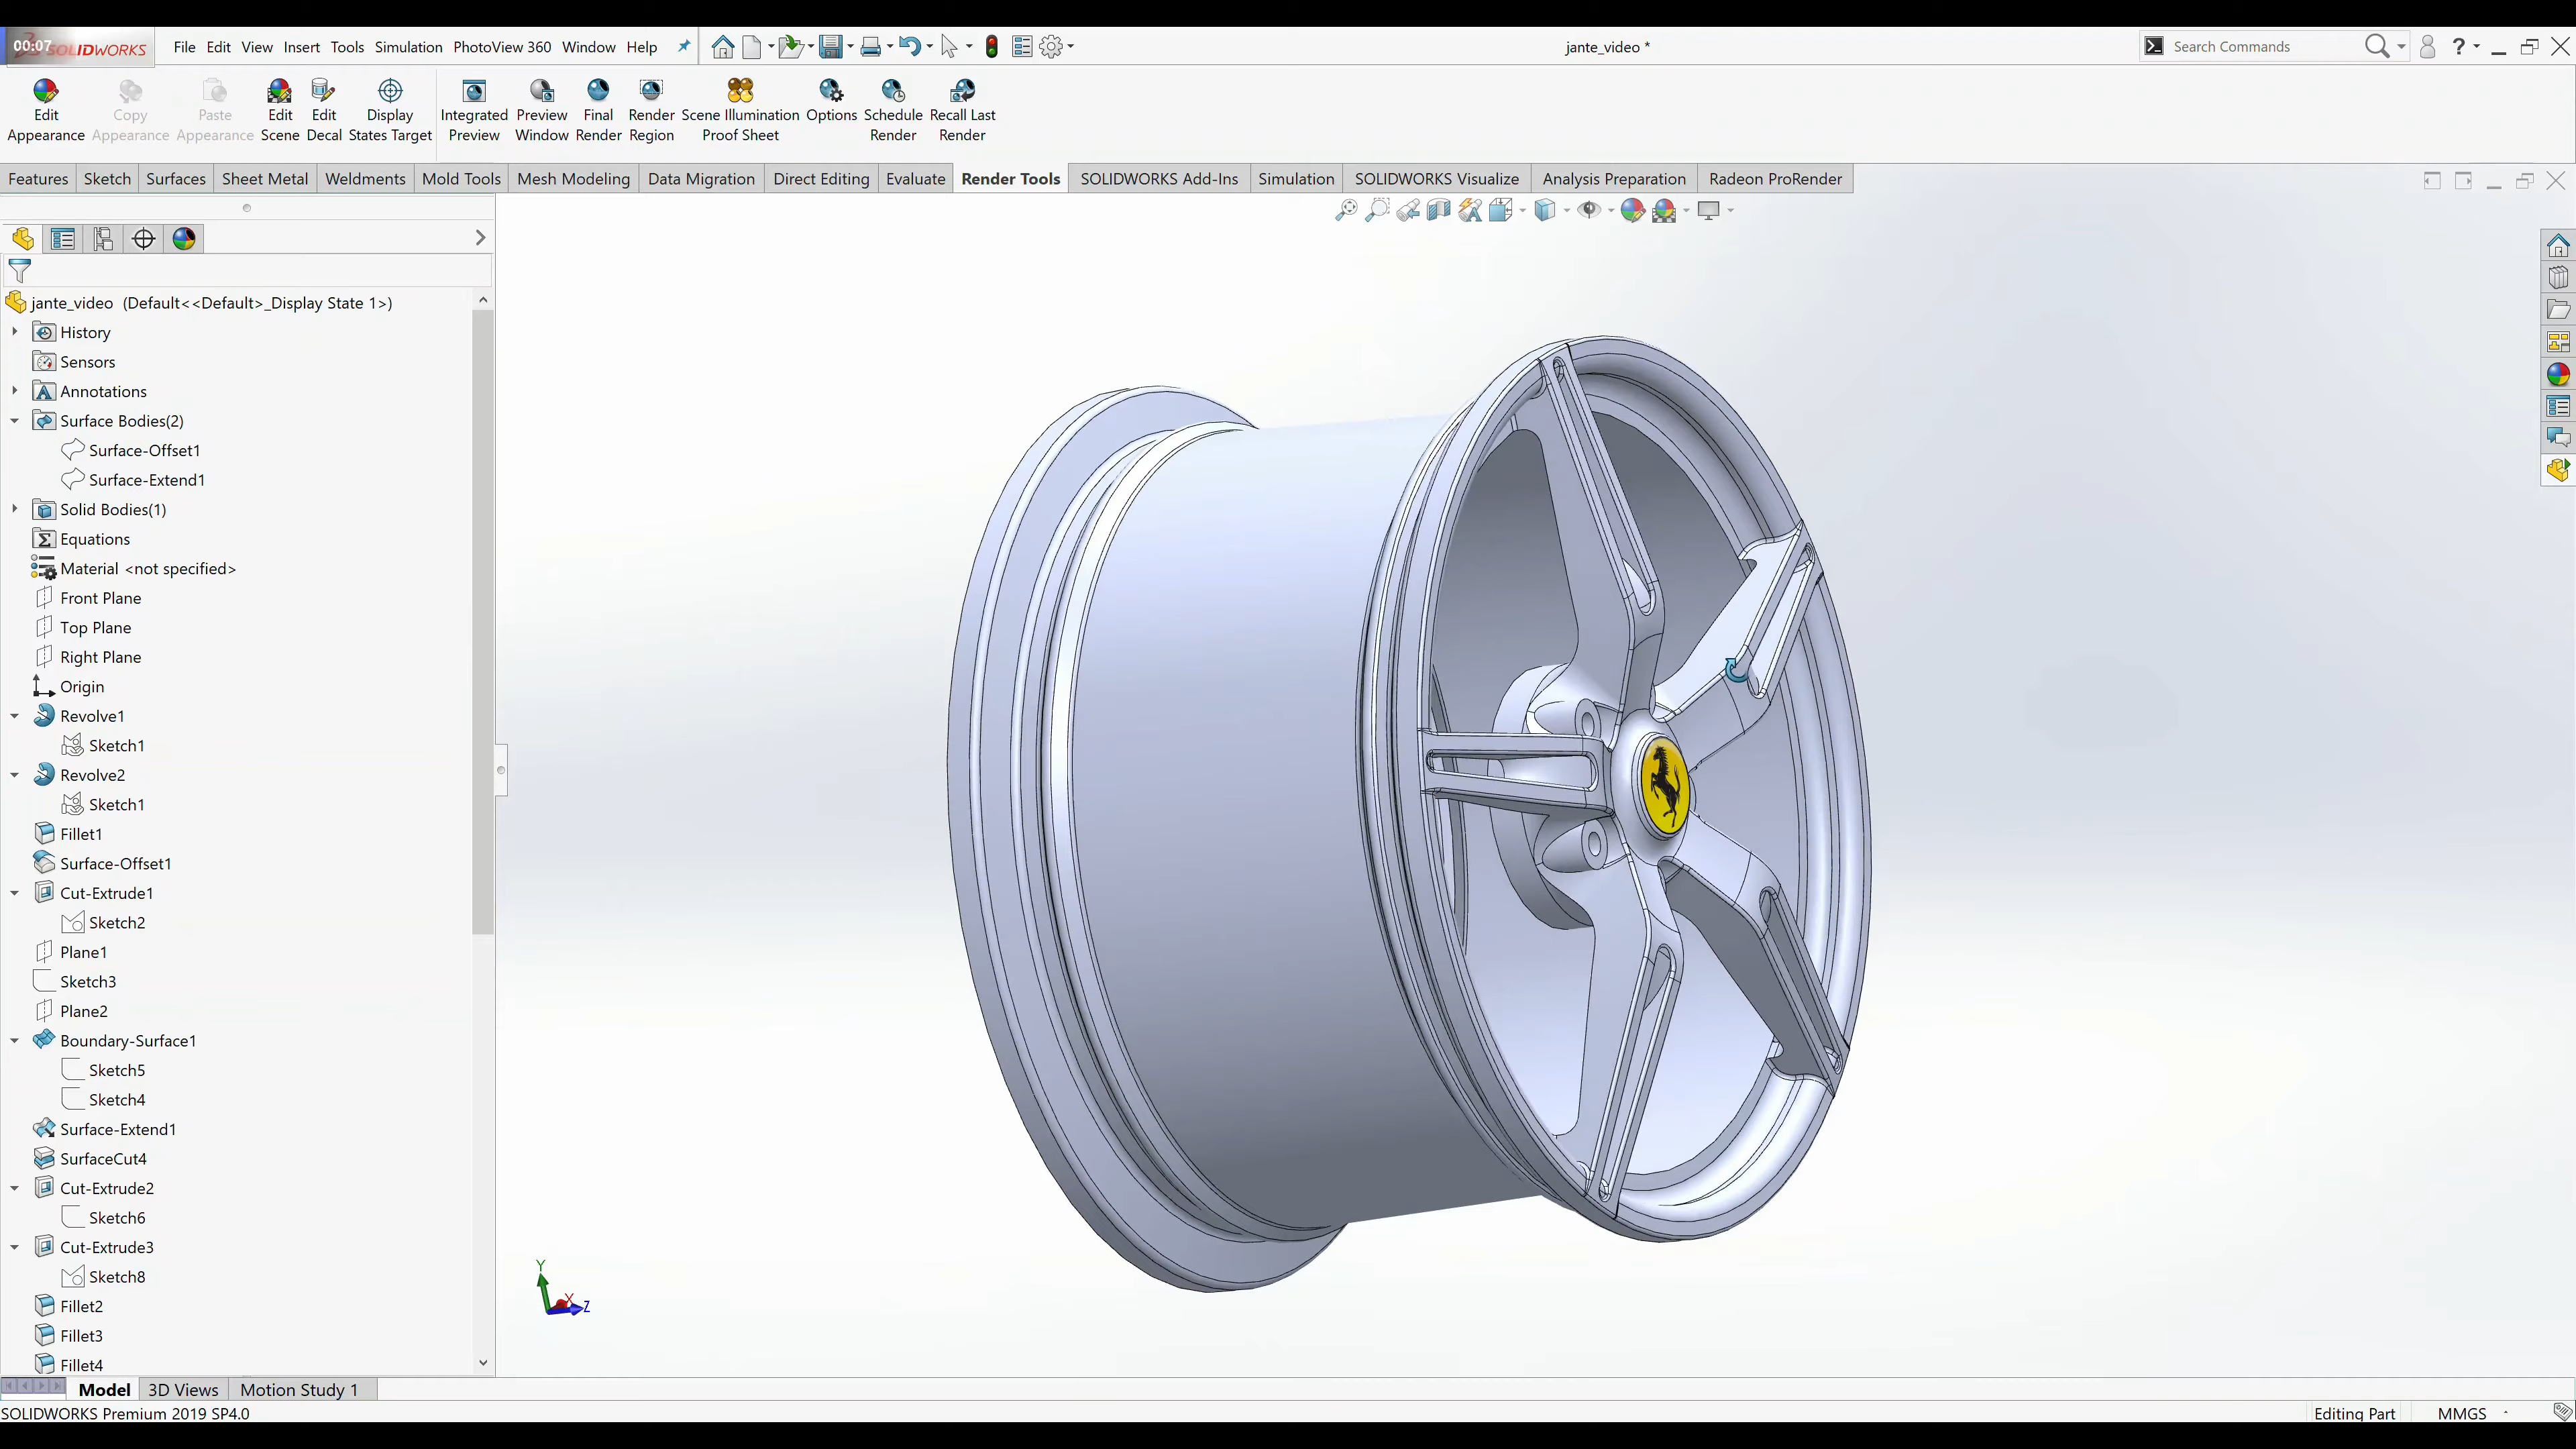 00:07 SOLIDWORKS File Edit View Insert Tools Simulation PhotoView 360 Window Help jante_video * Search Commands ?
Edit Appearance
Copy Appearance
Paste Appearance
Edit Scene
Edit Decal
Display States Target
Integrated Preview
Preview Window
Final Render
Render Region
Scene Illumination Proof Sheet
Options
Schedule Render
Recall Last Render
Features Sketch Surfaces Sheet Metal Weldments Mold Tools Mesh Modeling Data Migration Direct Editing Evaluate Render Tools SOLIDWORKS Add-Ins Simulation SOLIDWORKS Visualize Analysis Preparation Radeon ProRender
jante_video (Default<<Default>_Display State 1>)
History
Sensors
Annotations
Surface Bodies(2)
Surface-Offset1
Surface-Extend1
Solid Bodies(1)
Equations
Material <not specified>
Front Plane
Top Plane
Right Plane
Origin
Revolve1
Sketch1
Revolve2
Sketch1
Fillet1
Surface-Offset1
Cut-Extrude1
Sketch2
Plane1
Sketch3
Plane2
Boundary-Surface1
Sketch5
Sketch4
Surface-Extend1
SurfaceCut4
Cut-Extrude2
Sketch6
Cut-Extrude3
Sketch8
Fillet2
Fillet3
Fillet4
Y
X
Z
Model 3D Views Motion Study 1
SOLIDWORKS Premium 2019 SP4.0 Editing Part MMGS